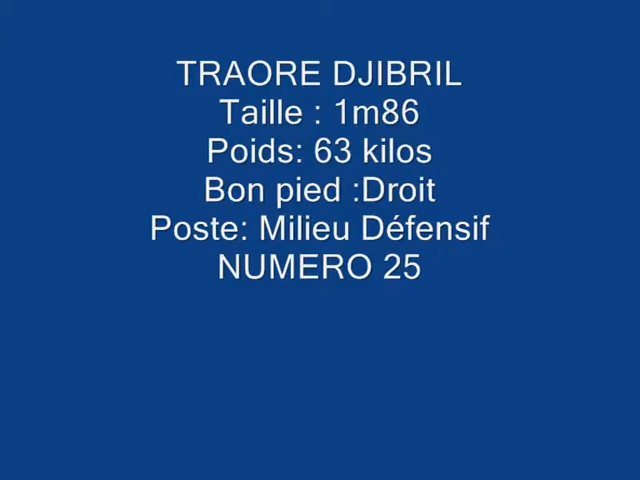 TRAORE DJIBRIL
Taille : 1m86
Poids: 63 kilos
Bon pied :Droit
Poste: Milieu Défensif
NUMERO 25